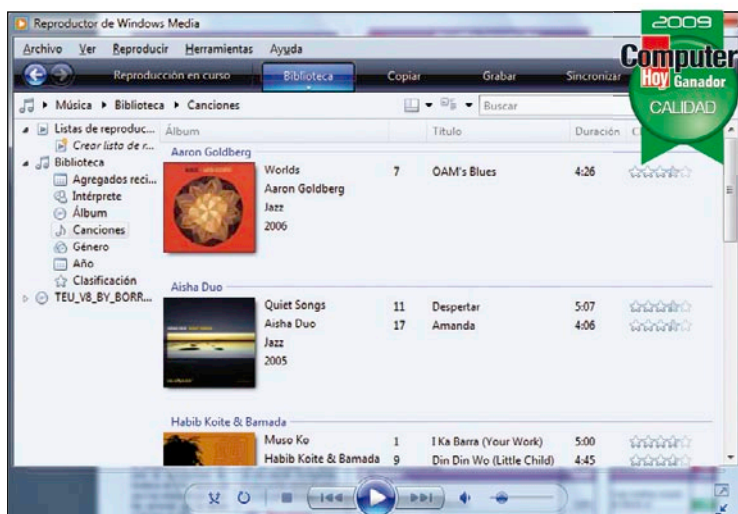 Reproductor de Windows Media
2009
Archivo Ver Reproducir Herramientas Ayuda
Computer
Hoy Ganador
CALIDAD
Reproducción en curso Biblioteca Copiar Grabar Sincronizar
Música Biblioteca Canciones
Buscar
Listas de reproduc...
Crear lista de r...
Biblioteca
Agregados reci...
Intérprete
Álbum
Canciones
Género
Año
Clasificación
TEU_V8_BY_BORR...
Álbum Título Duración
Aaron Goldberg
Worlds 7 OAM's Blues 4:26
Aaron Goldberg
Jazz
2006
Aisha Duo
Quiet Songs 11 Despertar 5:07
Aisha Duo 17 Amanda 4:06
Jazz
2005
Habib Koite & Bamada
Muso Ko 1 I Ka Barra (Your Work) 5:00
Habib Koite & Bamada 9 Din Din Wo (Little Child) 4:45